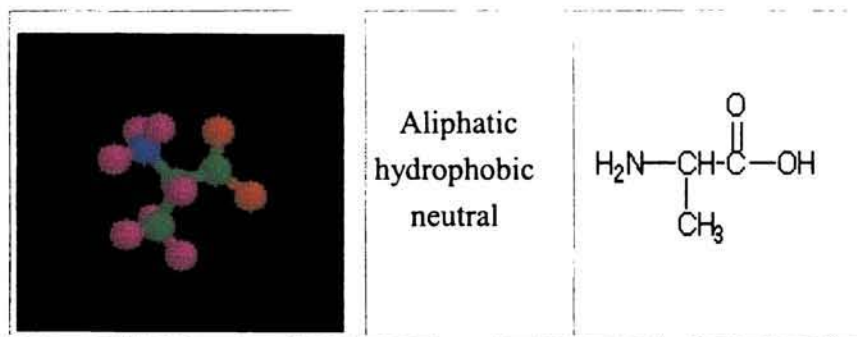 Aliphatic
hydrophobic
neutral
O
H₂N—CH—C—OH
CH₃